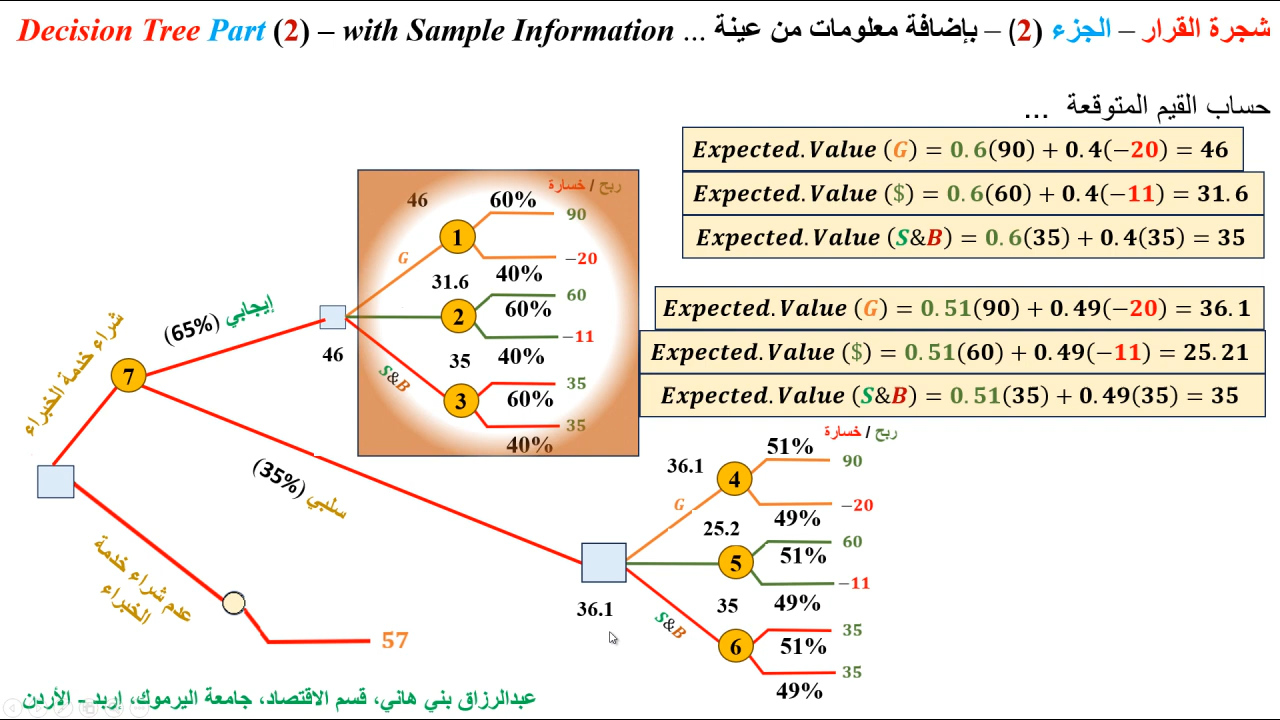 Decision Tree Part (2) – with Sample Information ... شجرة القرار – الجزء (2) – بإضافة معلومات من عينة
حساب القيم المتوقعة ...
Expected.Value (G) = 0.6(90) + 0.4(−20) = 46
Expected.Value ($) = 0.6(60) + 0.4(−11) = 31.6
Expected.Value (S&B) = 0.6(35) + 0.4(35) = 35
Expected.Value (G) = 0.51(90) + 0.49(−20) = 36.1
Expected.Value ($) = 0.51(60) + 0.49(−11) = 25.21
Expected.Value (S&B) = 0.51(35) + 0.49(35) = 35
ربح / خسارة
46
60%
90
1
G
−20
40%
31.6
60
2
60%
−11
40%
35
S&B
35
3
60%
35
40%
إيجابي (65%)
46
شراء خدمة الخبراء
7
سلبي (35%)
ربح / خسارة
51%
36.1
90
4
G
−20
49%
25.2
60
5
51%
−11
49%
36.1
35
S&B
35
6
51%
35
49%
عدم شراء خدمة
الخبراء
57
عبدالرزاق بني هاني، قسم الاقتصاد، جامعة اليرموك، إربد - الأردن